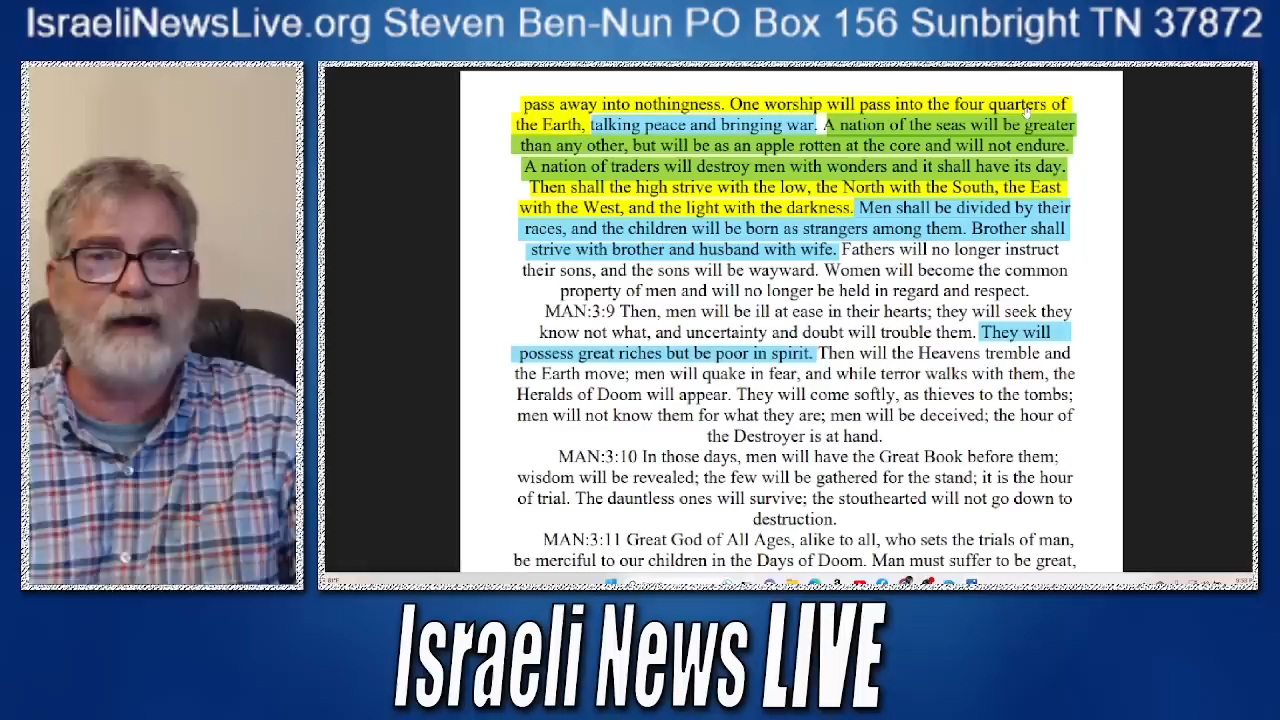 IsraeliNewsLive.org Steven Ben-Nun PO Box 156 Sunbright TN 37872
pass away into nothingness. One worship will pass into the four quarters of
the Earth, talking peace and bringing war. A nation of the seas will be greater
than any other, but will be as an apple rotten at the core and will not endure.
A nation of traders will destroy men with wonders and it shall have its day.
Then shall the high strive with the low, the North with the South, the East
with the West, and the light with the darkness. Men shall be divided by their
races, and the children will be born as strangers among them. Brother shall
strive with brother and husband with wife. Fathers will no longer instruct
their sons, and the sons will be wayward. Women will become the common
property of men and will no longer be held in regard and respect.
MAN:3:9 Then, men will be ill at ease in their hearts; they will seek they
know not what, and uncertainty and doubt will trouble them. They will
possess great riches but be poor in spirit. Then will the Heavens tremble and
the Earth move; men will quake in fear, and while terror walks with them, the
Heralds of Doom will appear. They will come softly, as thieves to the tombs;
men will not know them for what they are; men will be deceived; the hour of
the Destroyer is at hand.
MAN:3:10 In those days, men will have the Great Book before them;
wisdom will be revealed; the few will be gathered for the stand; it is the hour
of trial. The dauntless ones will survive; the stouthearted will not go down to
destruction.
MAN:3:11 Great God of All Ages, alike to all, who sets the trials of man,
be merciful to our children in the Days of Doom. Man must suffer to be great,
Israeli News LIVE